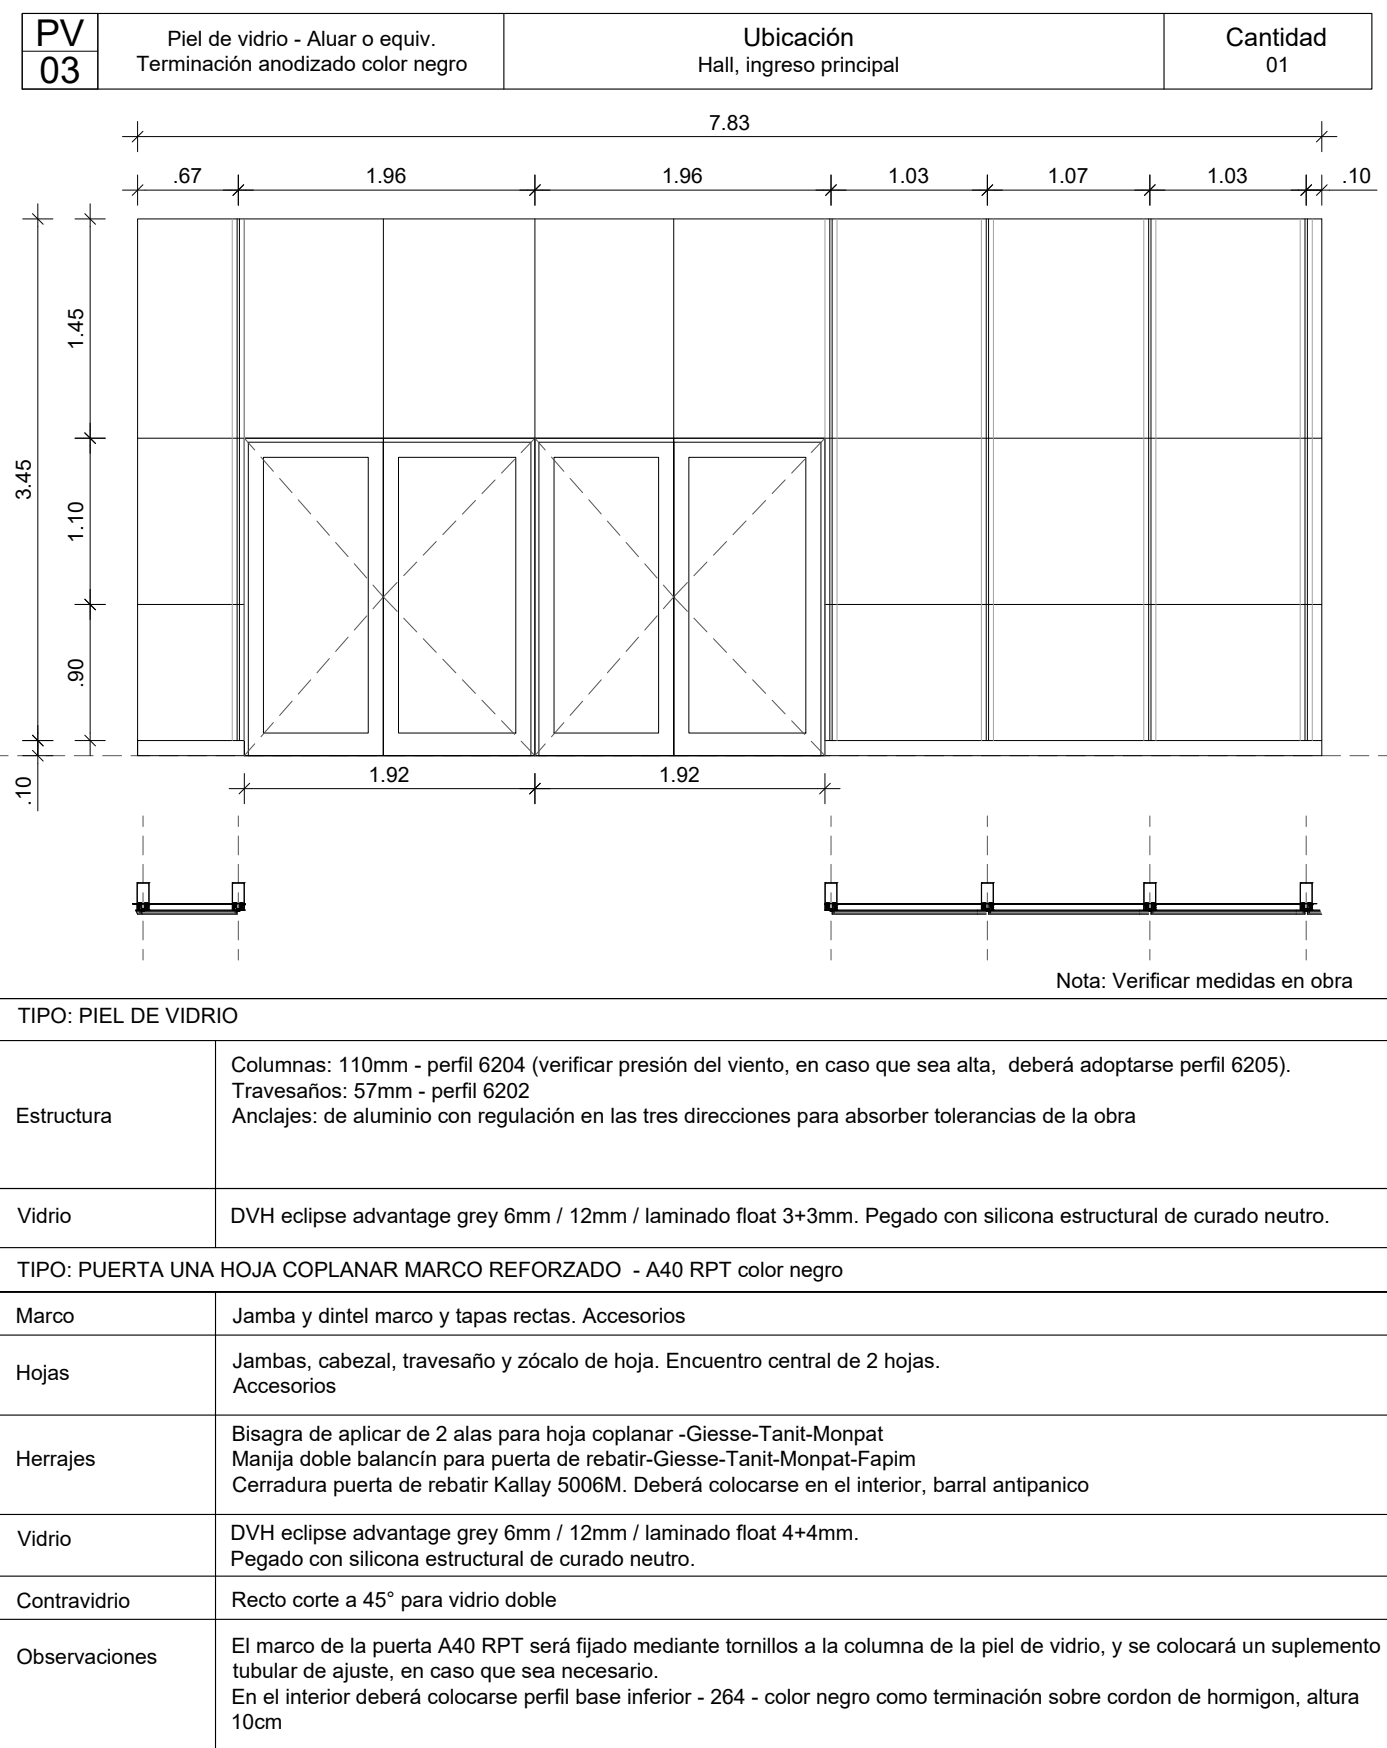 PV
03
Piel de vidrio - Aluar o equiv.
Terminación anodizado color negro
Ubicación
Hall, ingreso principal
Cantidad
01
7.83
.67
1.96
1.96
1.03
1.07
1.03
.10
1.45
3.45
1.10
.90
.10
1.92
1.92
Nota: Verificar medidas en obra
TIPO: PIEL DE VIDRIO
Estructura
Columnas: 110mm - perfil 6204 (verificar presión del viento, en caso que sea alta, deberá adoptarse perfil 6205).
Travesaños: 57mm - perfil 6202
Anclajes: de aluminio con regulación en las tres direcciones para absorber tolerancias de la obra
Vidrio
DVH eclipse advantage grey 6mm / 12mm / laminado float 3+3mm. Pegado con silicona estructural de curado neutro.
TIPO: PUERTA UNA HOJA COPLANAR MARCO REFORZADO - A40 RPT color negro
Marco
Jamba y dintel marco y tapas rectas. Accesorios
Hojas
Jambas, cabezal, travesaño y zócalo de hoja. Encuentro central de 2 hojas.
Accesorios
Herrajes
Bisagra de aplicar de 2 alas para hoja coplanar -Giesse-Tanit-Monpat
Manija doble balancín para puerta de rebatir-Giesse-Tanit-Monpat-Fapim
Cerradura puerta de rebatir Kallay 5006M. Deberá colocarse en el interior, barral antipanico
Vidrio
DVH eclipse advantage grey 6mm / 12mm / laminado float 4+4mm.
Pegado con silicona estructural de curado neutro.
Contravidrio
Recto corte a 45° para vidrio doble
Observaciones
El marco de la puerta A40 RPT será fijado mediante tornillos a la columna de la piel de vidrio, y se colocará un suplemento
tubular de ajuste, en caso que sea necesario.
En el interior deberá colocarse perfil base inferior - 264 - color negro como terminación sobre cordon de hormigon, altura
10cm